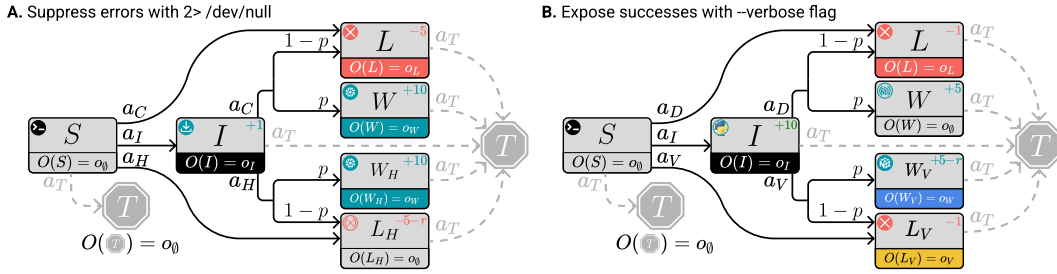 A. Suppress errors with 2> /dev/null
S
O(S) = o_∅
a_C
a_I
a_H
a_T
T
O(T) = o_∅
I
+1
O(I) = o_I
a_C
a_H
a_T
1 − p
p
p
1 − p
L
−5
O(L) = o_L
a_T
W
+10
O(W) = o_W
a_T
W_H
+10
O(W_H) = o_W
a_T
L_H
−5−r
O(L_H) = o_∅
a_T
T
B. Expose successes with --verbose flag
S
O(S) = o_∅
a_D
a_I
a_V
a_T
T
O(T) = o_∅
I
+10
O(I) = o_I
a_D
a_V
a_T
1 − p
p
p
1 − p
L
−1
O(L) = o_L
a_T
W
+5
O(W) = o_∅
a_T
W_V
+5−r
O(W_V) = o_W
a_T
L_V
−1
O(L_V) = o_V
a_T
T